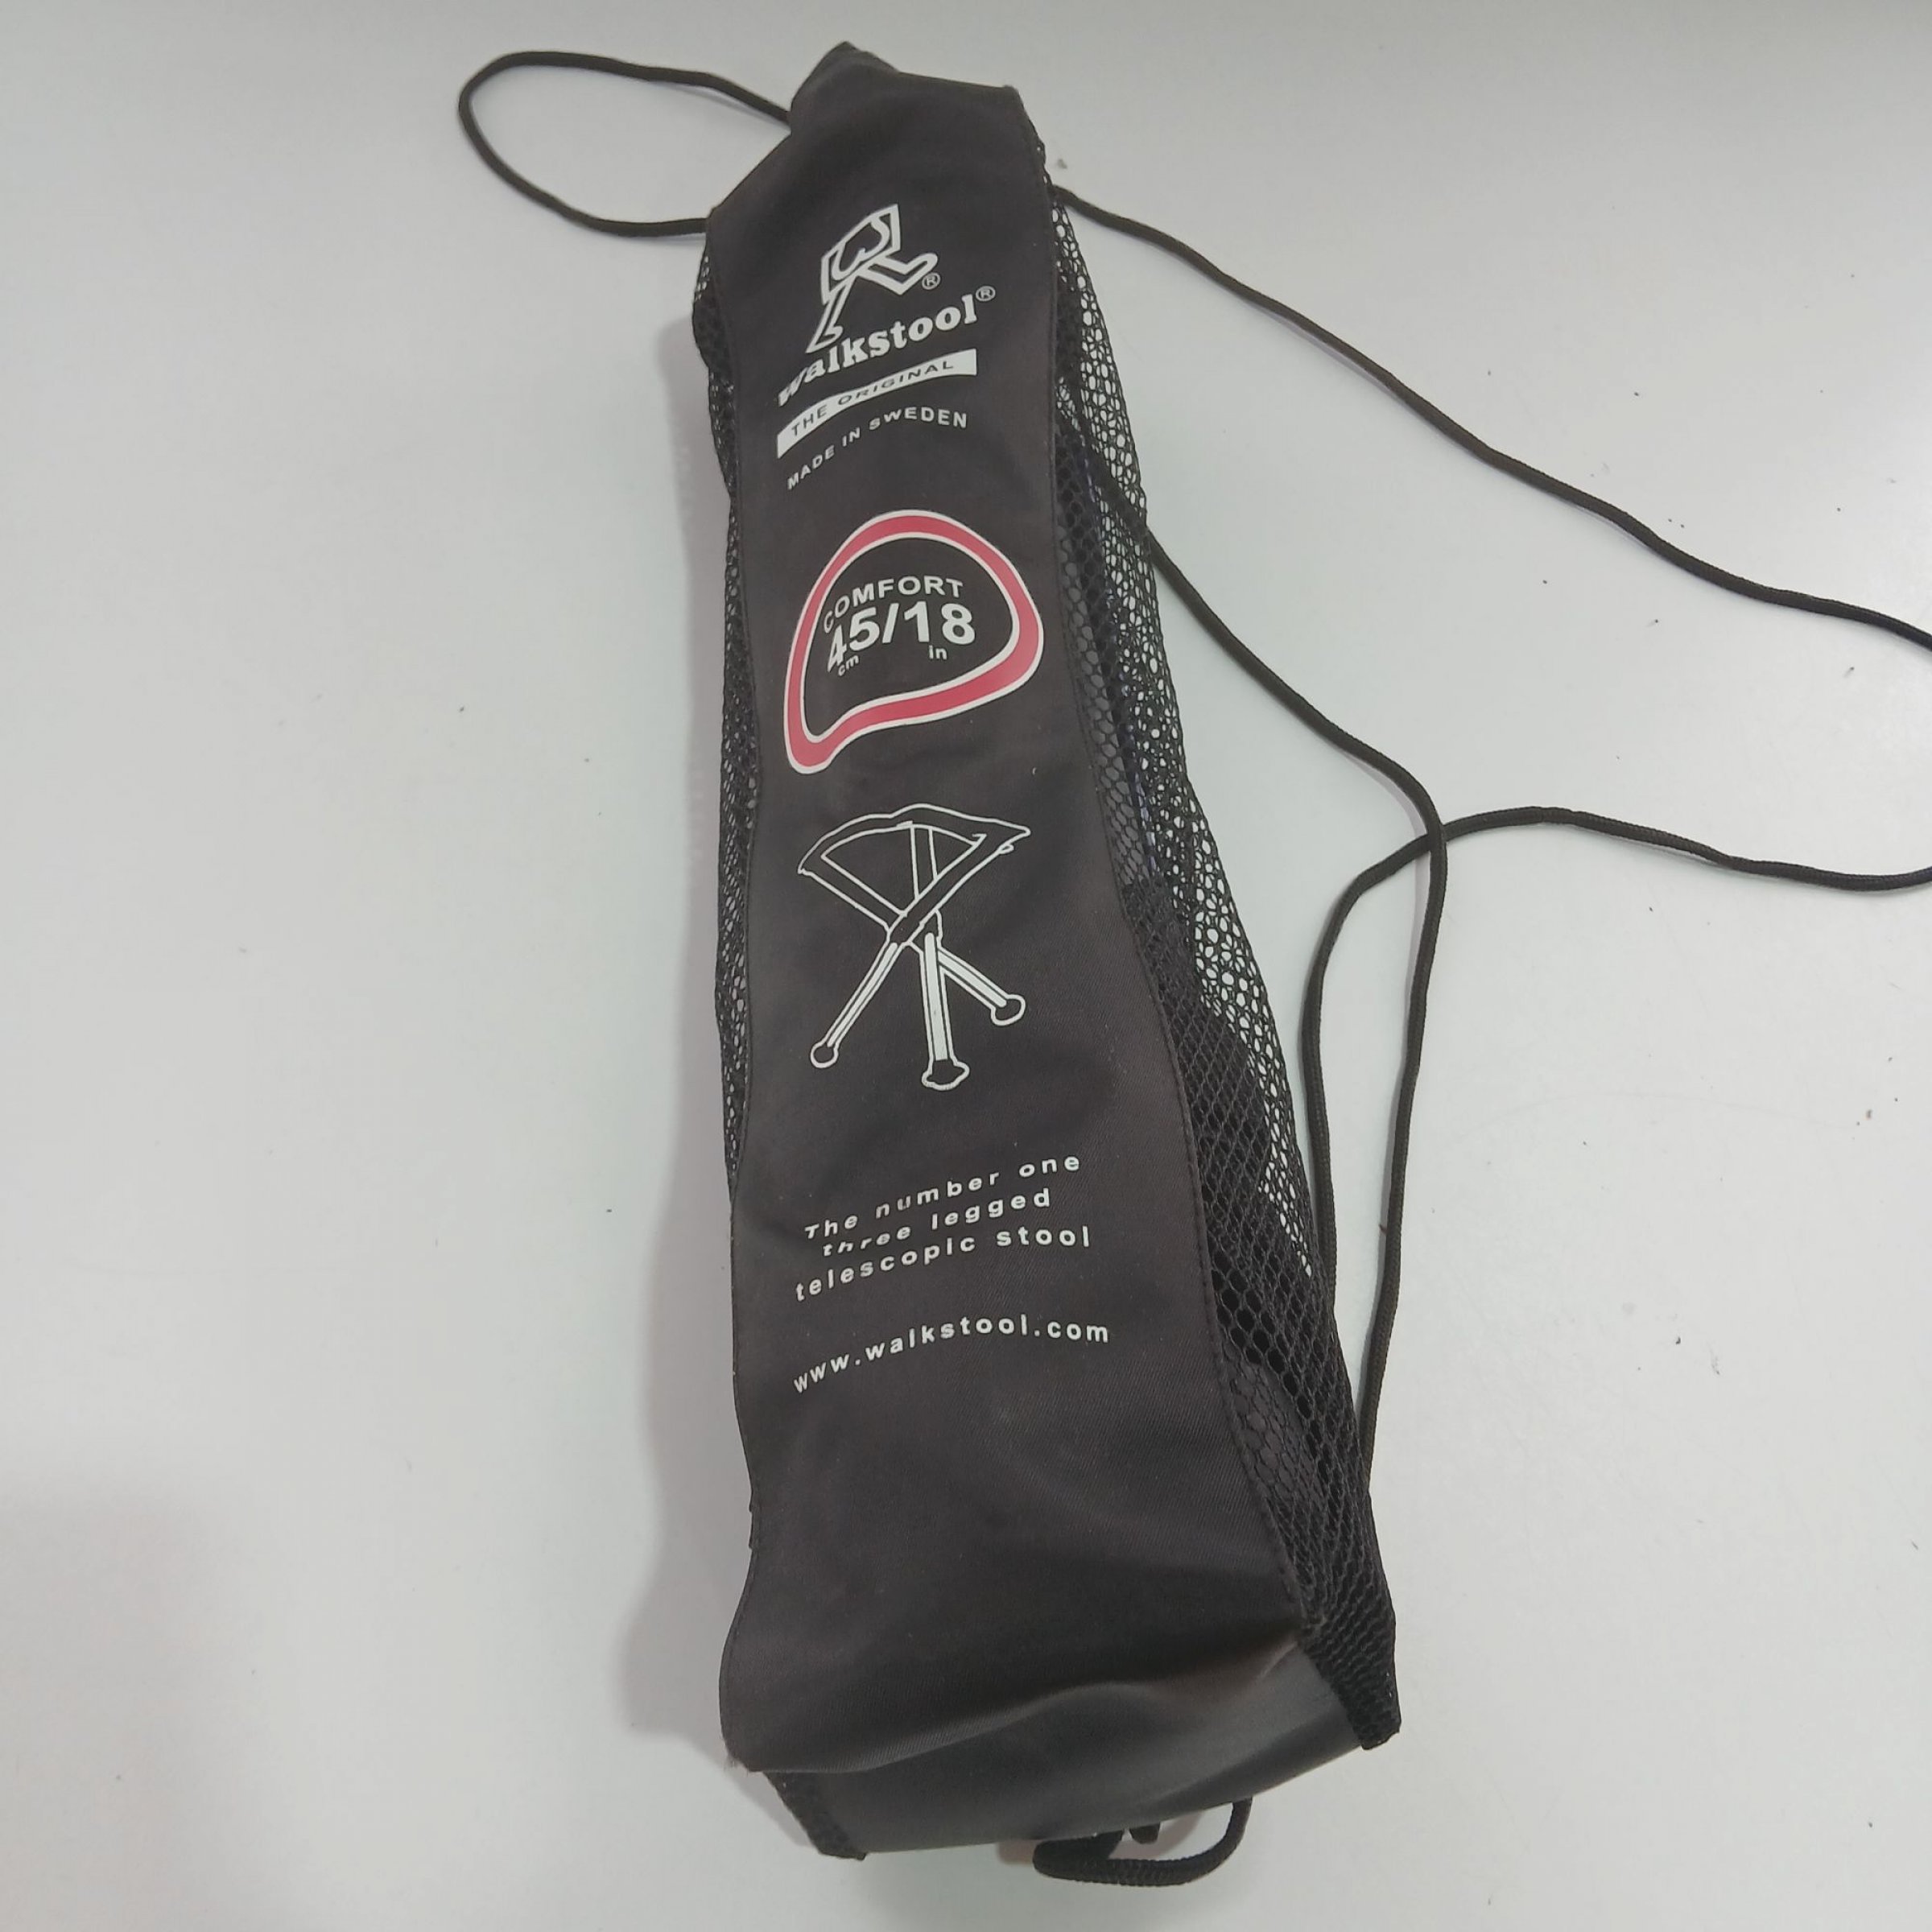 walkstool®
THE ORIGINAL
MADE IN SWEDEN
COMFORT
45/18
cm in
The number one
three legged
telescopic stool
www.walkstool.com